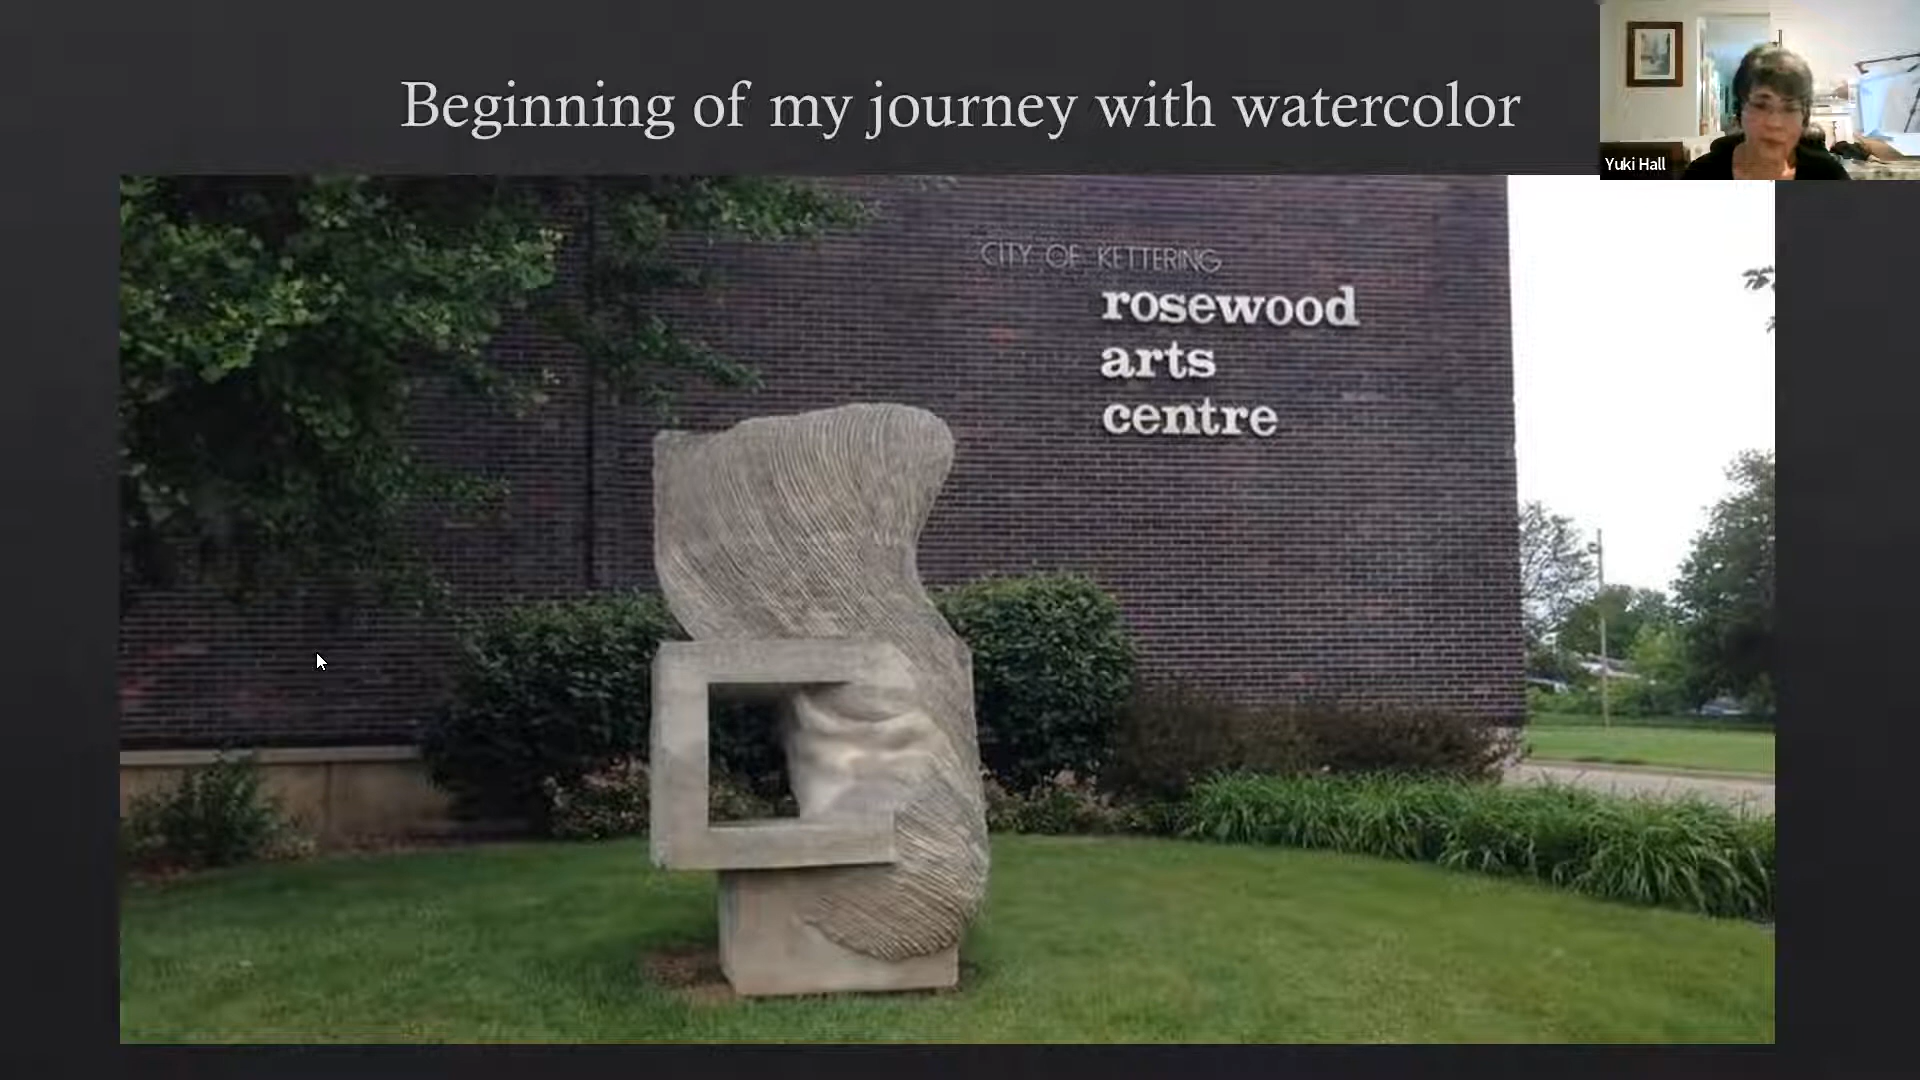 Beginning of my journey with watercolor
Yuki Hall
CITY OF KETTERING
rosewood
arts
centre